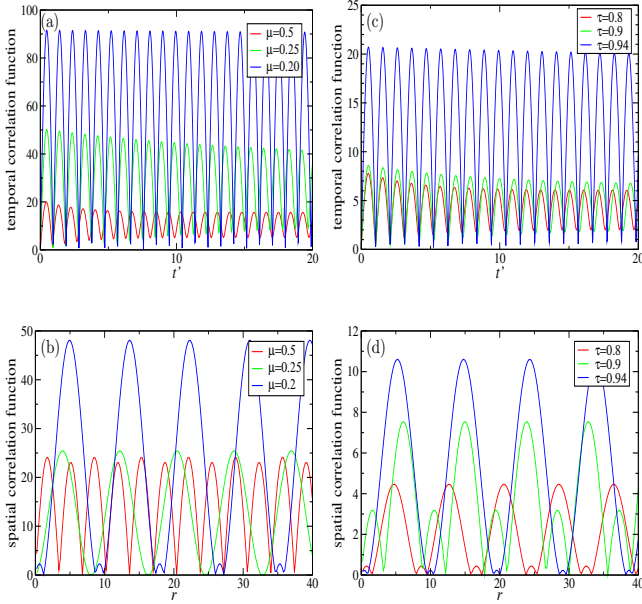 (a)
μ=0.5
μ=0.25
μ=0.20
temporal correlation function
0
20
40
60
80
100
0
10
20
t'
(c)
τ=0.8
τ=0.9
τ=0.94
temporal correlation function
0
5
10
15
20
25
0
5
10
15
20
t'
(b)
μ=0.5
μ=0.25
μ=0.2
spatial correlation function
0
10
20
30
40
50
0
10
20
30
40
r
(d)
τ=0.8
τ=0.9
τ=0.94
spatial correlation function
0
2
4
6
8
10
12
0
10
20
30
40
r